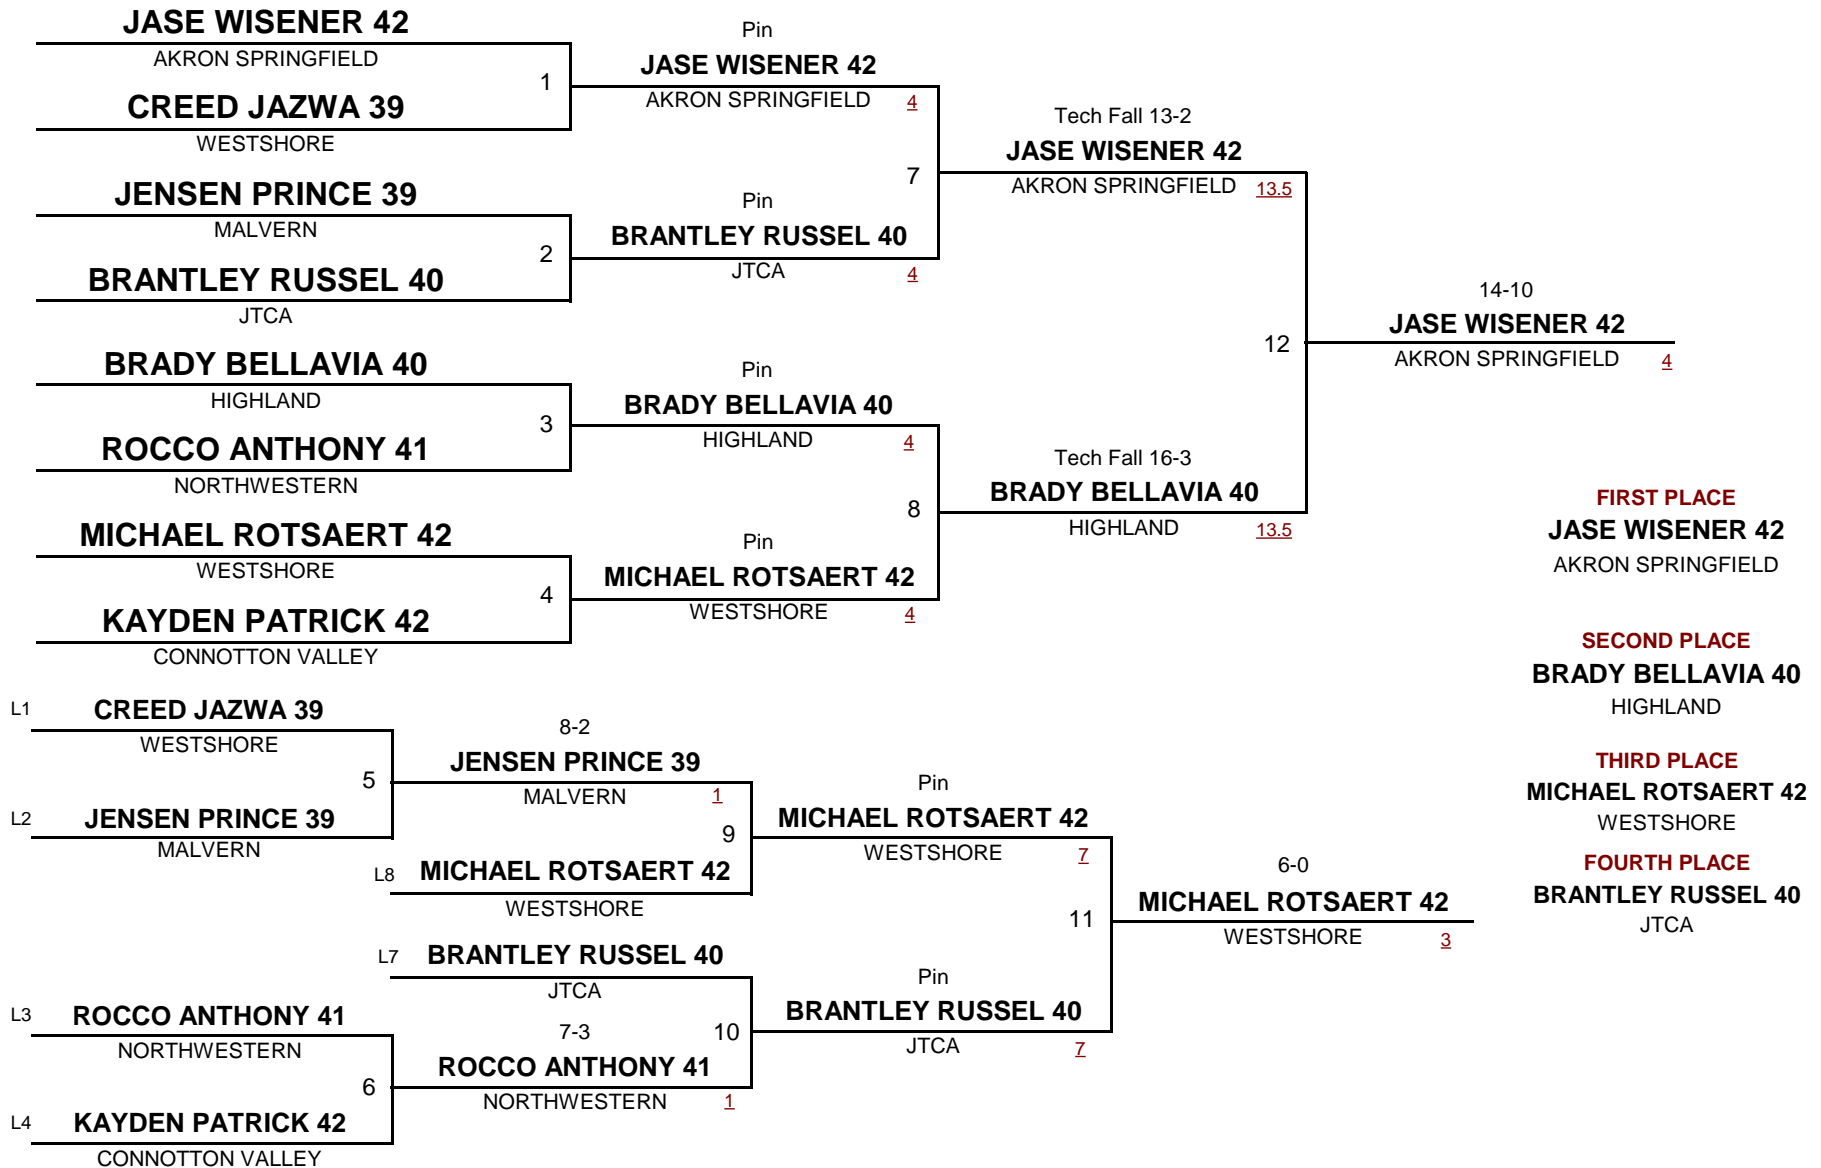 JASE WISENER 42
AKRON SPRINGFIELD
1
CREED JAZWA 39
WESTSHORE
JENSEN PRINCE 39
MALVERN
2
BRANTLEY RUSSEL 40
JTCA
BRADY BELLAVIA 40
HIGHLAND
3
ROCCO ANTHONY 41
NORTHWESTERN
MICHAEL ROTSAERT 42
WESTSHORE
4
KAYDEN PATRICK 42
CONNOTTON VALLEY
Pin
JASE WISENER 42
AKRON SPRINGFIELD 4
7
Pin
BRANTLEY RUSSEL 40
JTCA 4
Pin
BRADY BELLAVIA 40
HIGHLAND 4
8
Pin
MICHAEL ROTSAERT 42
WESTSHORE 4
Tech Fall 13-2
JASE WISENER 42
AKRON SPRINGFIELD 13.5
12
Tech Fall 16-3
BRADY BELLAVIA 40
HIGHLAND 13.5
14-10
JASE WISENER 42
AKRON SPRINGFIELD 4
FIRST PLACE
JASE WISENER 42
AKRON SPRINGFIELD
SECOND PLACE
BRADY BELLAVIA 40
HIGHLAND
THIRD PLACE
MICHAEL ROTSAERT 42
WESTSHORE
FOURTH PLACE
BRANTLEY RUSSEL 40
JTCA
L1 CREED JAZWA 39
WESTSHORE
5
L2 JENSEN PRINCE 39
MALVERN
8-2
JENSEN PRINCE 39
MALVERN 1
9
L8 MICHAEL ROTSAERT 42
WESTSHORE
L7 BRANTLEY RUSSEL 40
JTCA
10
7-3
ROCCO ANTHONY 41
NORTHWESTERN 1
L3 ROCCO ANTHONY 41
NORTHWESTERN
6
L4 KAYDEN PATRICK 42
CONNOTTON VALLEY
Pin
MICHAEL ROTSAERT 42
WESTSHORE 7
11
Pin
BRANTLEY RUSSEL 40
JTCA 7
6-0
MICHAEL ROTSAERT 42
WESTSHORE 3